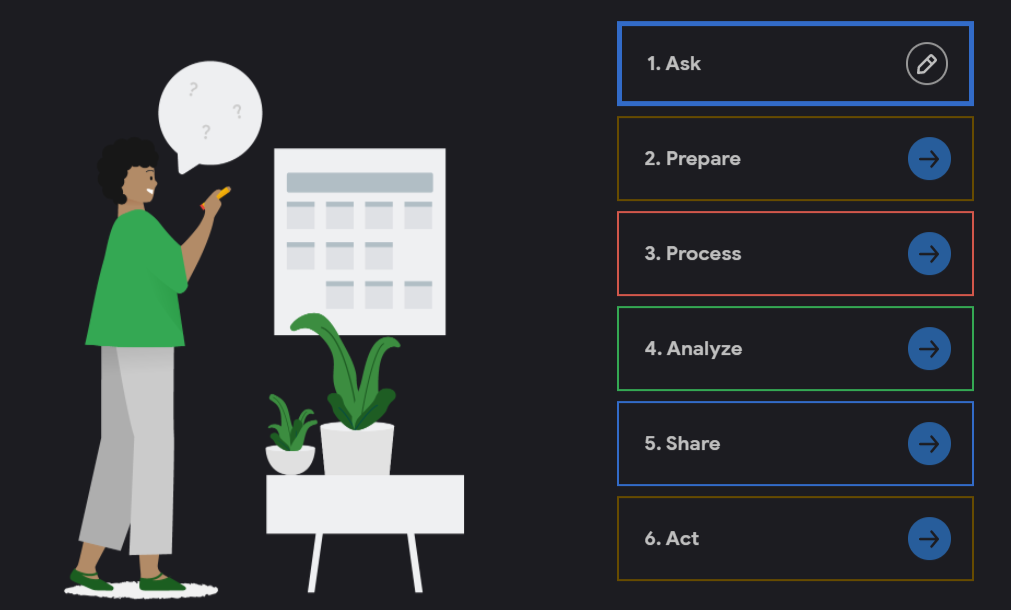 ?
?
?
1. Ask
2. Prepare
3. Process
4. Analyze
5. Share
6. Act